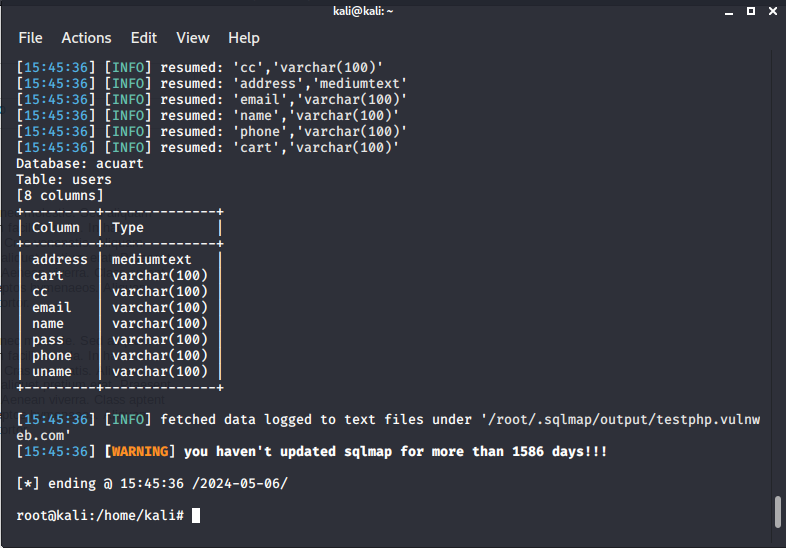 kali@kali: ~
File Actions Edit View Help
[15:45:36] [INFO] resumed: 'cc','varchar(100)'
[15:45:36] [INFO] resumed: 'address','mediumtext'
[15:45:36] [INFO] resumed: 'email','varchar(100)'
[15:45:36] [INFO] resumed: 'name','varchar(100)'
[15:45:36] [INFO] resumed: 'phone','varchar(100)'
[15:45:36] [INFO] resumed: 'cart','varchar(100)'
Database: acuart
Table: users
[8 columns]
+---------+--------------+
| Column  | Type         |
+---------+--------------+
| address | mediumtext   |
| cart    | varchar(100) |
| cc      | varchar(100) |
| email   | varchar(100) |
| name    | varchar(100) |
| pass    | varchar(100) |
| phone   | varchar(100) |
| uname   | varchar(100) |
+---------+--------------+
[15:45:36] [INFO] fetched data logged to text files under '/root/.sqlmap/output/testphp.vulnw
eb.com'
[15:45:36] [WARNING] you haven't updated sqlmap for more than 1586 days!!!
[*] ending @ 15:45:36 /2024-05-06/
root@kali:/home/kali#